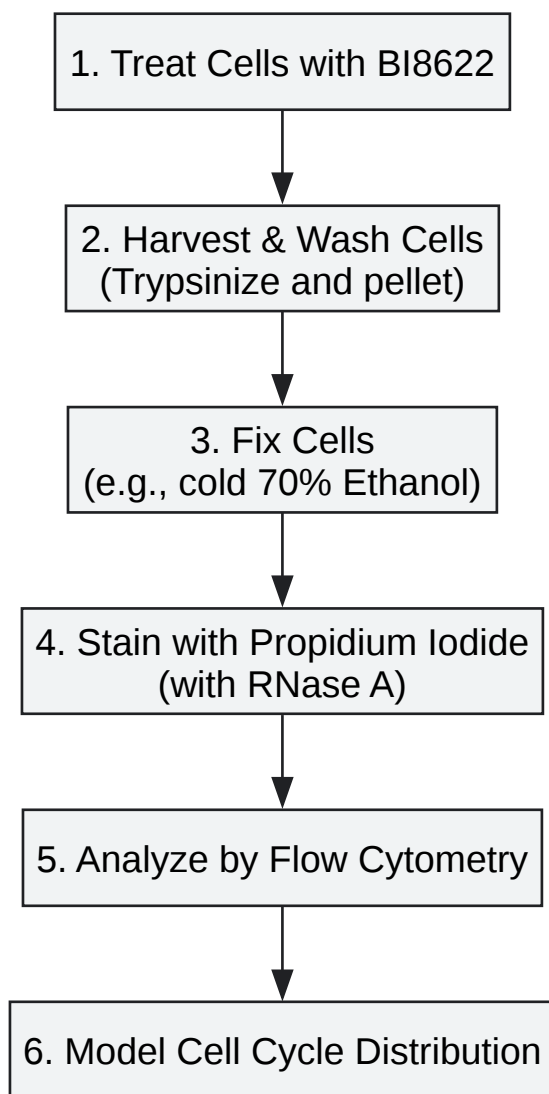 1. Treat Cells with BI8622
2. Harvest & Wash Cells
(Trypsinize and pellet)
3. Fix Cells
(e.g., cold 70% Ethanol)
4. Stain with Propidium Iodide
(with RNase A)
5. Analyze by Flow Cytometry
6. Model Cell Cycle Distribution